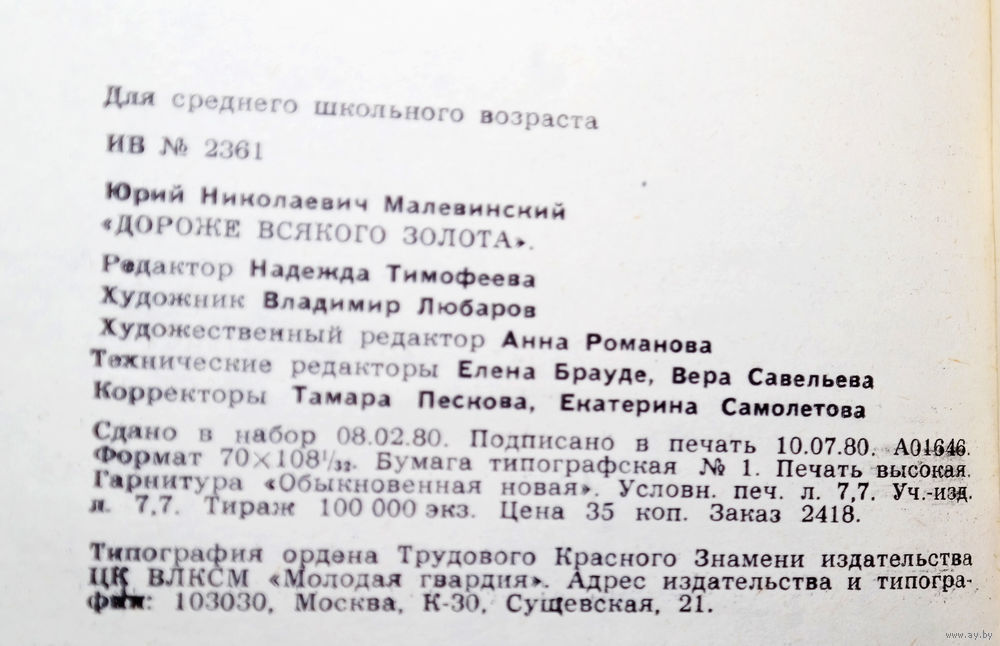 Для среднего школьного возраста
ИВ № 2361
Юрий Николаевич Малевинский
«ДОРОЖЕ ВСЯКОГО ЗОЛОТА».
Редактор Надежда Тимофеева
Художник Владимир Любаров
Художественный редактор Анна Романова
Технические редакторы Елена Брауде, Вера Савельева
Корректоры Тамара Пескова, Екатерина Самолетова
Сдано в набор 08.02.80. Подписано в печать 10.07.80. А01646.
Формат 70×108¹/₃₂. Бумага типографская № 1. Печать высокая.
Гарнитура «Обыкновенная новая». Условн. печ. л. 7,7. Уч.-изд.
л. 7,7. Тираж 100 000 экз. Цена 35 коп. Заказ 2418.
Типография ордена Трудового Красного Знамени издательства
ЦК ВЛКСМ «Молодая гвардия». Адрес издательства и типогра-
фии: 103030, Москва, К-30, Сущевская, 21.
www.ay.by